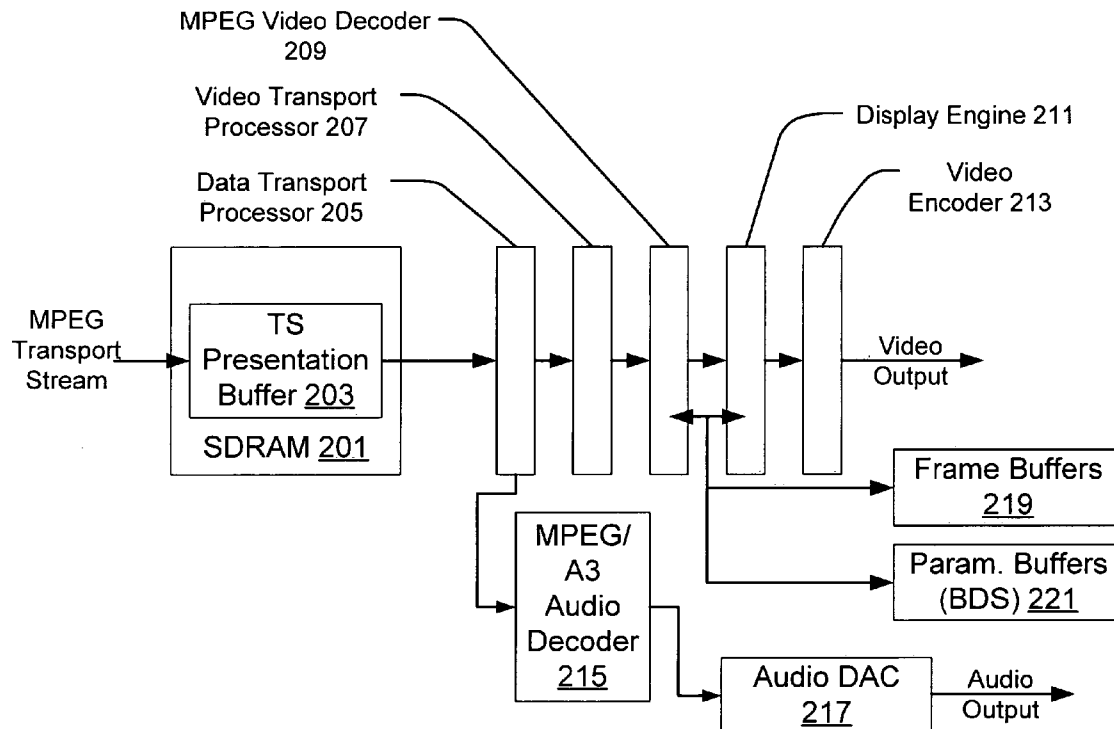 MPEG Video Decoder
209
Video Transport
Processor 207
Data Transport
Processor 205
Display Engine 211
Video
Encoder 213
MPEG
Transport
Stream
TS
Presentation
Buffer 203
SDRAM 201
Video
Output
Frame Buffers
219
Param. Buffers
(BDS) 221
MPEG/
A3
Audio
Decoder
215
Audio DAC
217
Audio
Output